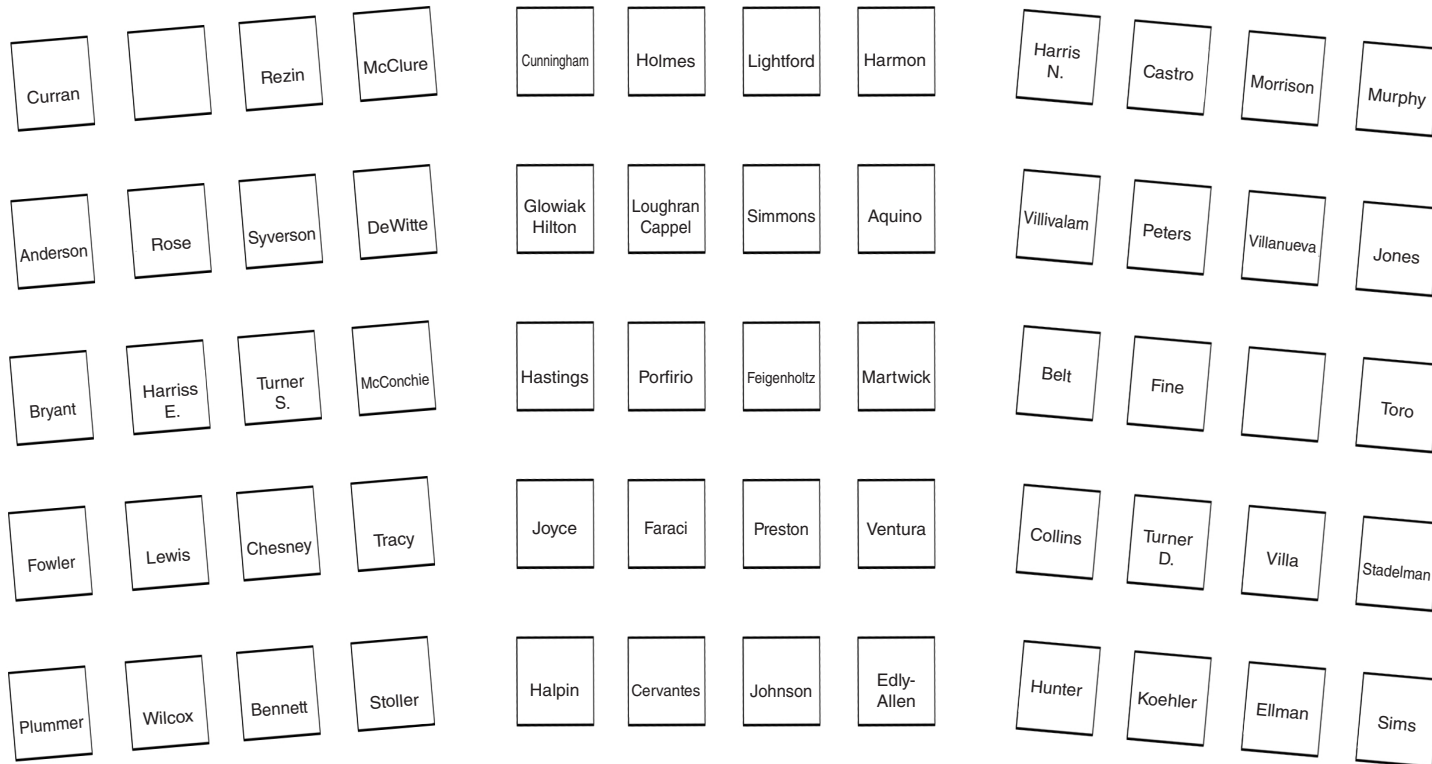 Curran
Rezin
McClure
Cunningham
Holmes
Lightford
Harmon
Harris
N.
Castro
Morrison
Murphy
Anderson
Rose
Syverson
DeWitte
Glowiak
Hilton
Loughran
Cappel
Simmons
Aquino
Villivalam
Peters
Villanueva
Jones
Bryant
Harriss
E.
Turner
S.
McConchie
Hastings
Porfirio
Feigenholtz
Martwick
Belt
Fine
Toro
Fowler
Lewis
Chesney
Tracy
Joyce
Faraci
Preston
Ventura
Collins
Turner
D.
Villa
Stadelman
Plummer
Wilcox
Bennett
Stoller
Halpin
Cervantes
Johnson
Edly-
Allen
Hunter
Koehler
Ellman
Sims